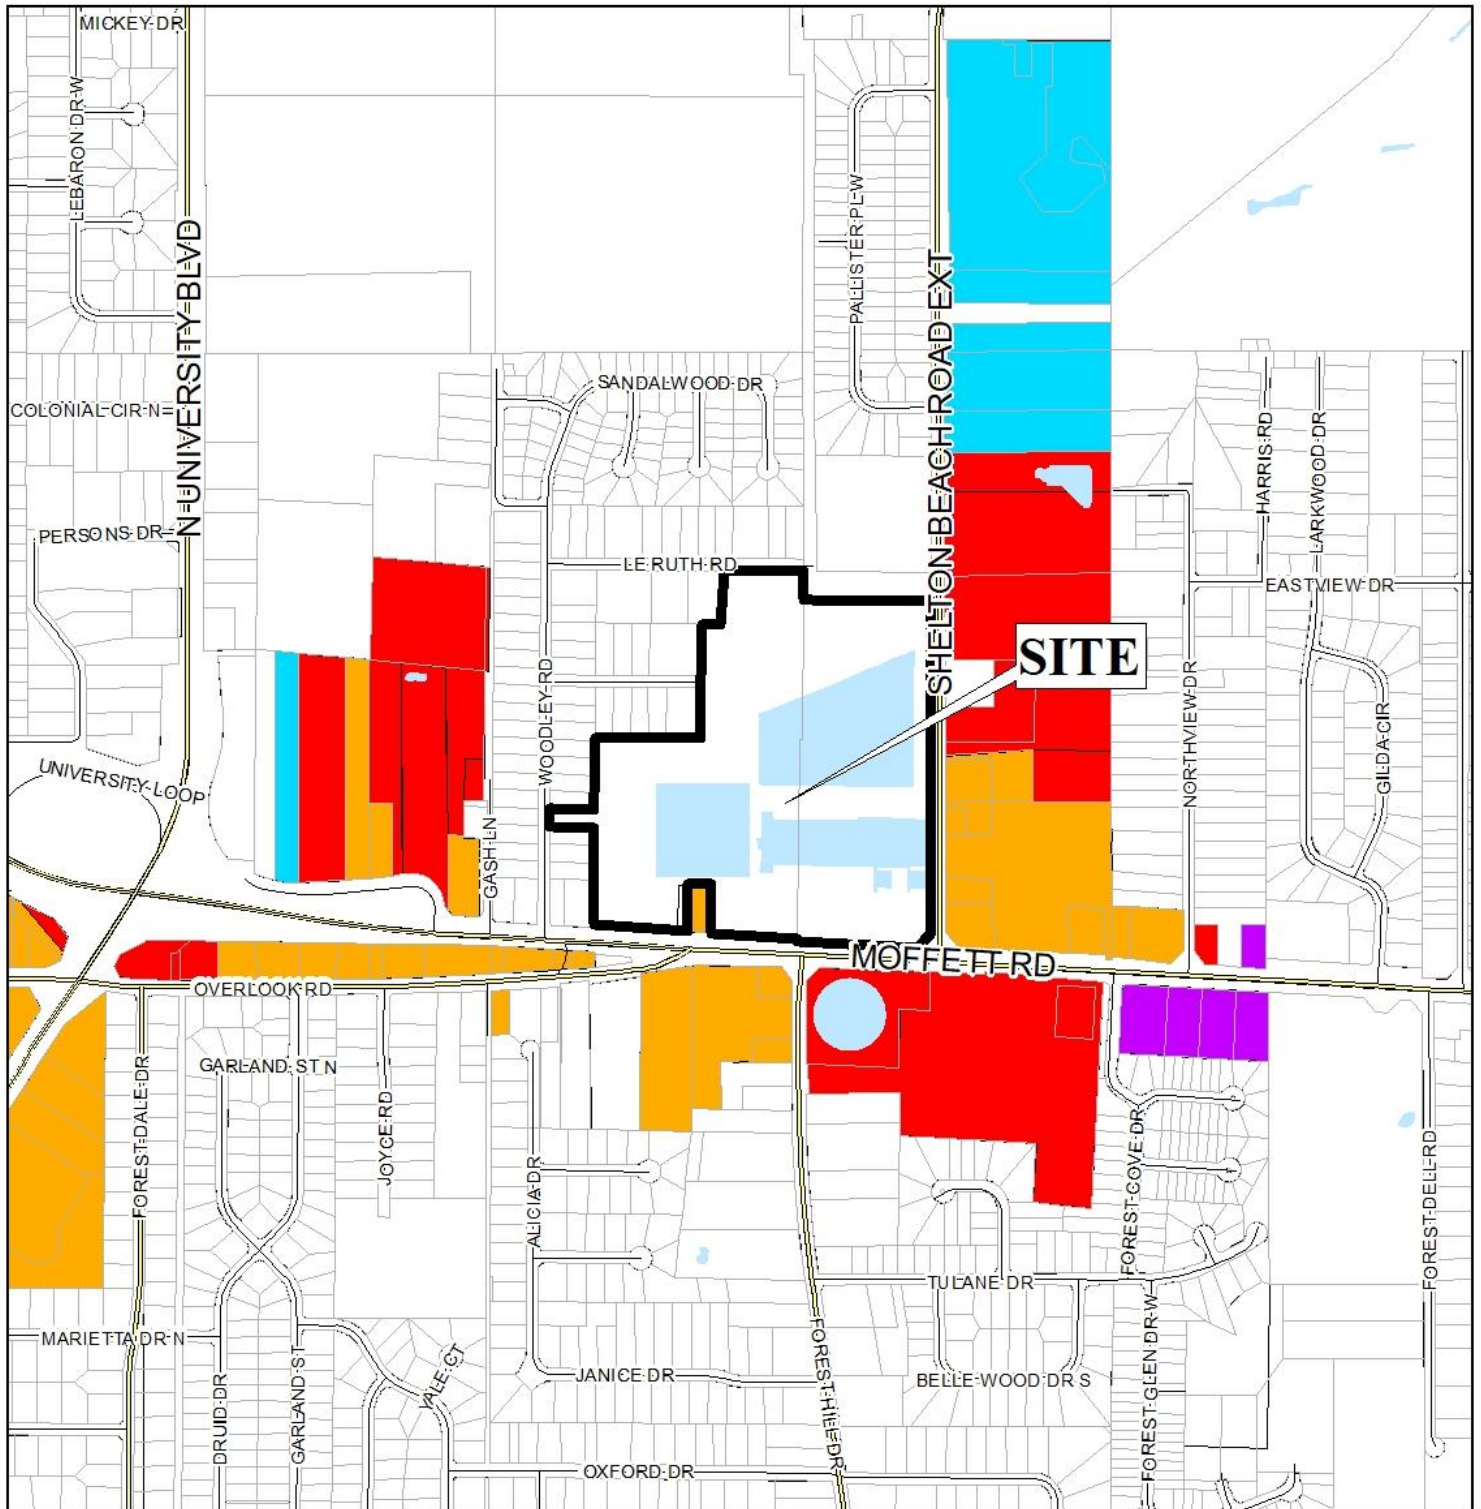 MICKEY DR
LEBARON DR W
N UNIVERSITY BLVD
PALLISTER PL W
SHELTON BEACH ROAD EXT
SANDALWOOD DR
COLONIAL CIR N
HARRIS RD
LARKWOOD DR
PERSONS DR
LE RUTH RD
EASTVIEW DR
SITE
WOODLEY RD
NORTHVIEW DR
GILDA CIR
UNIVERSITY LOOP
GASH LN
MOFFETT RD
OVERLOOK RD
GARLAND ST N
FOREST DALE DR
JOYCE RD
ALICIA DR
FOREST COVE DR
FOREST DELL RD
TULANE DR
MARIETTA DR N
DRUID DR
GARLAND ST
YALE CT
JANICE DR
FOREST HILL DR
BELLE WOOD DR S
FOREST GLEN DR W
OXFORD DR